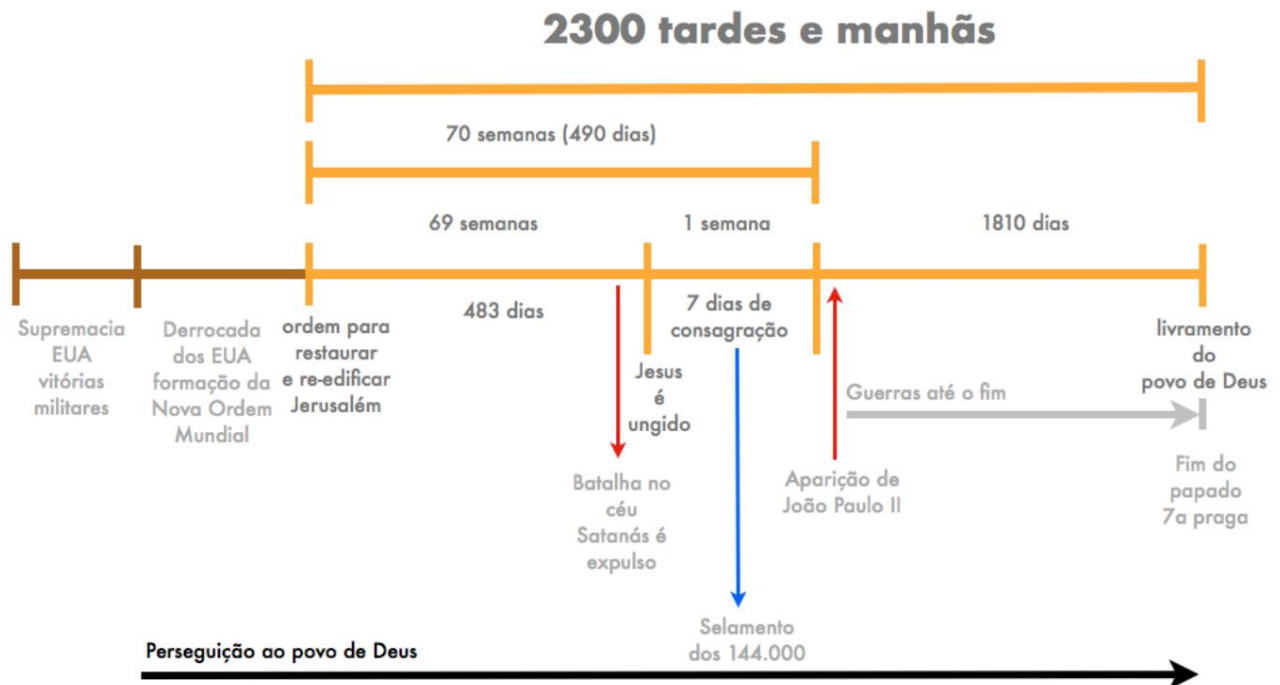 2300 tardes e manhãs
70 semanas (490 dias)
69 semanas
1 semana
1810 dias
483 dias
7 dias de
consagração
Supremacia
EUA
vitórias
militares
Derrocada
dos EUA
formação da
Nova Ordem
Mundial
ordem para
restaurar
e re-edificar
Jerusalém
Jesus
é
ungido
livramento
do
povo de Deus
Guerras até o fim
Batalha no
céu
Satanás é
expulso
Aparição de
João Paulo II
Fim do
papado
7a praga
Selamento
dos 144.000
Perseguição ao povo de Deus